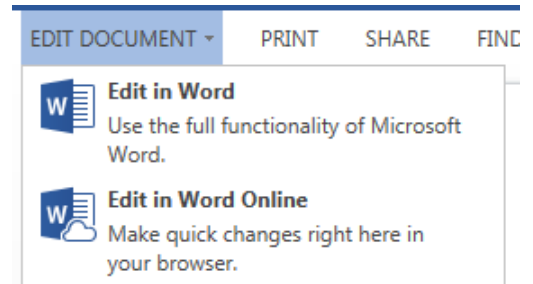 EDIT DOCUMENT PRINT SHARE FIND
Edit in Word
Use the full functionality of Microsoft
Word.
Edit in Word Online
Make quick changes right here in
your browser.